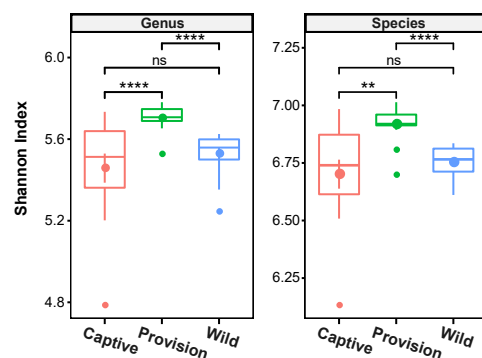 Genus
Species
Shannon Index
6.0
5.6
5.2
4.8
****
ns
****
Captive
Provision
Wild
7.25
7.00
6.75
6.50
6.25
****
ns
**
Captive
Provision
Wild